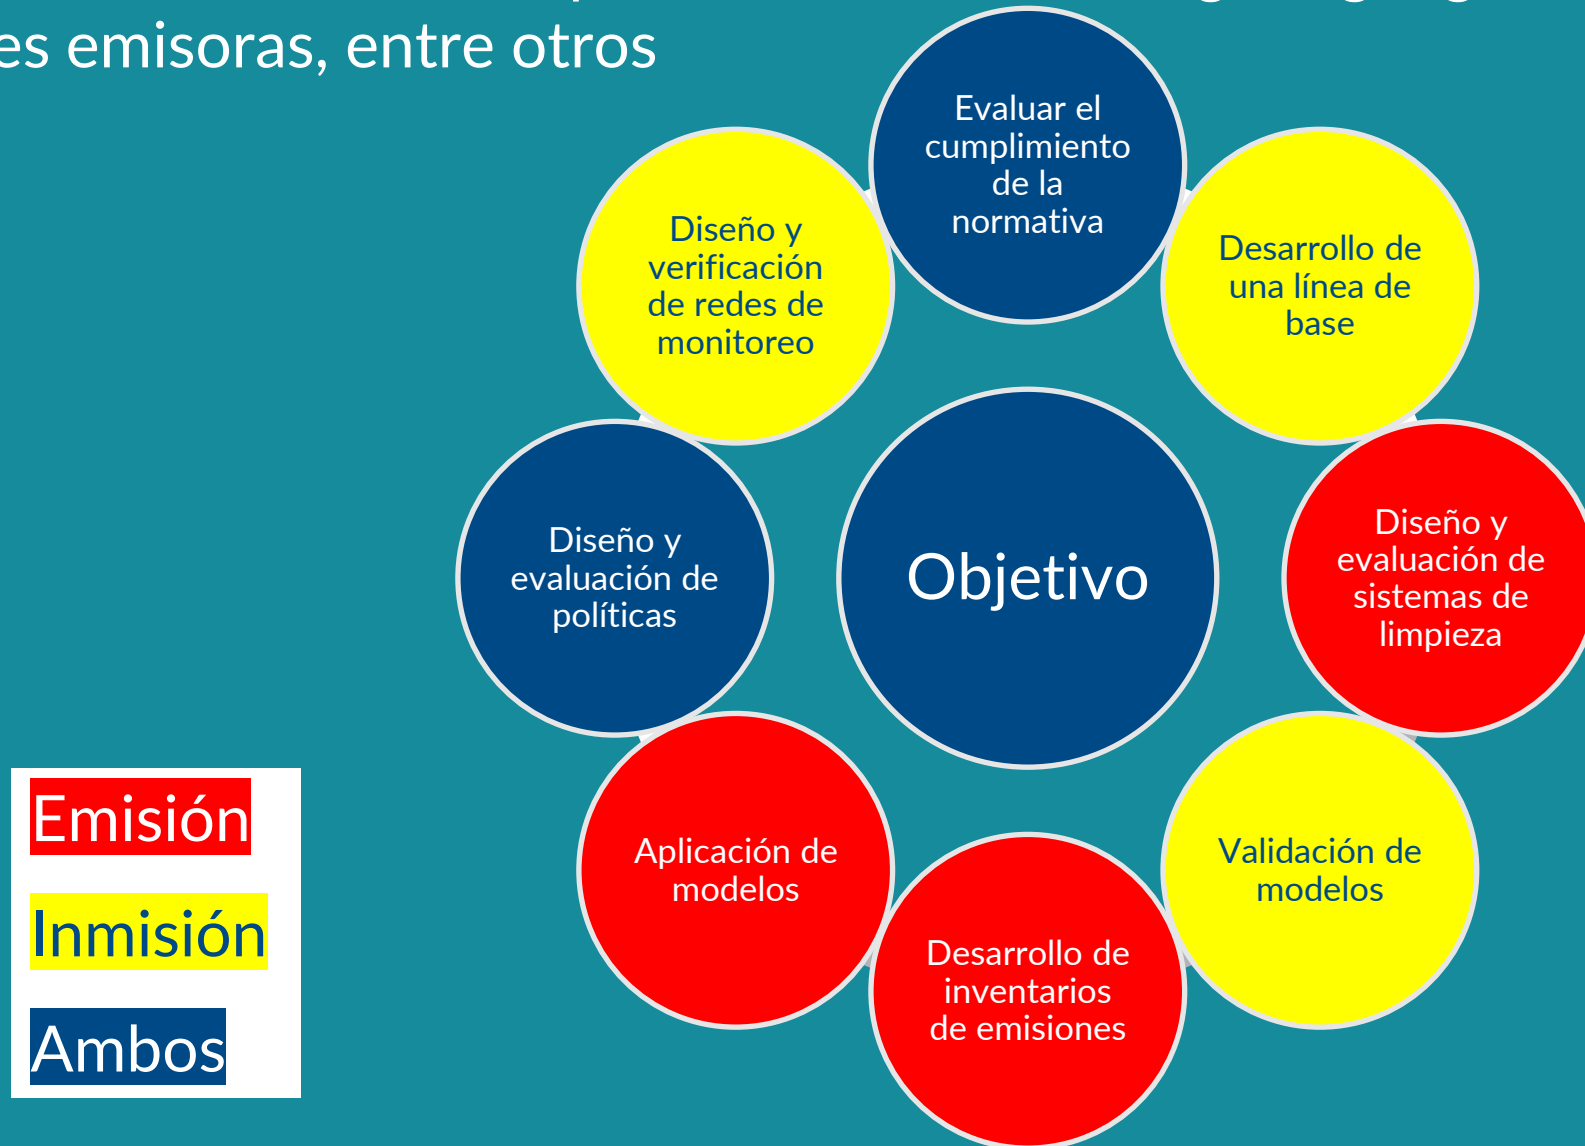 es emisoras, entre otros
Evaluar el
cumplimiento
de la
normativa
Desarrollo de
una línea de
base
Diseño y
evaluación de
sistemas de
limpieza
Validación de
modelos
Desarrollo de
inventarios
de emisiones
Aplicación de
modelos
Diseño y
evaluación de
políticas
Diseño y
verificación
de redes de
monitoreo
Objetivo
Emisión
Inmisión
Ambos